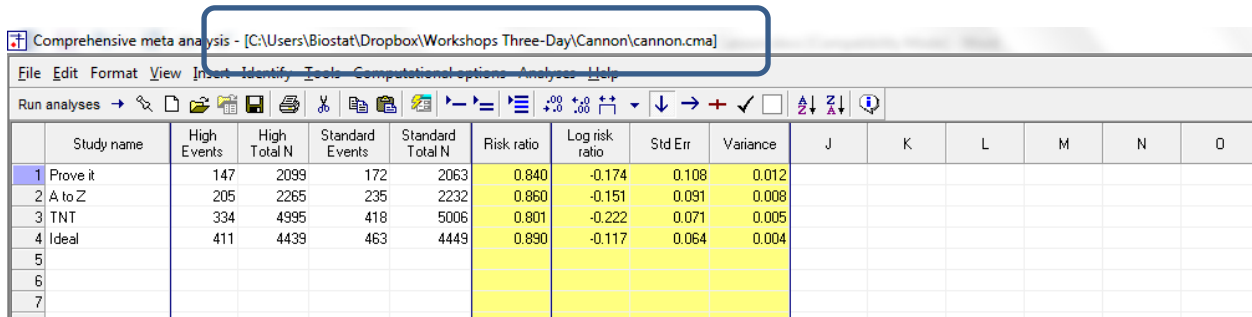 Comprehensive meta analysis - [C:\Users\Biostat\Dropbox\Workshops Three-Day\Cannon\cannon.cma]
File Edit Format View Insert Identify Tools Computational options Analyses Help
Run analyses
Study name High Events High Total N Standard Events Standard Total N Risk ratio Log risk ratio Std Err Variance J K L M N O
1 Prove it 147 2099 172 2063 0.840 -0.174 0.108 0.012
2 A to Z 205 2265 235 2232 0.860 -0.151 0.091 0.008
3 TNT 334 4995 418 5006 0.801 -0.222 0.071 0.005
4 Ideal 411 4439 463 4449 0.890 -0.117 0.064 0.004
5
6
7